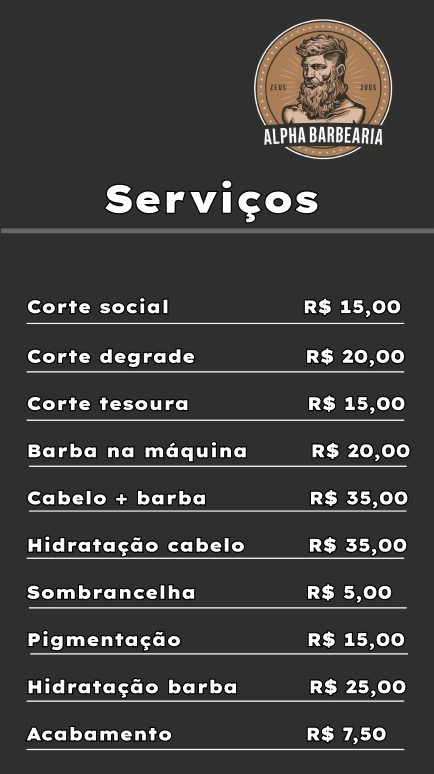 ZEUS 2005
ALPHA BARBEARIA
Serviços
Corte social R$ 15,00
Corte degrade R$ 20,00
Corte tesoura R$ 15,00
Barba na máquina R$ 20,00
Cabelo + barba R$ 35,00
Hidratação cabelo R$ 35,00
Sombrancelha R$ 5,00
Pigmentação R$ 15,00
Hidratação barba R$ 25,00
Acabamento R$ 7,50